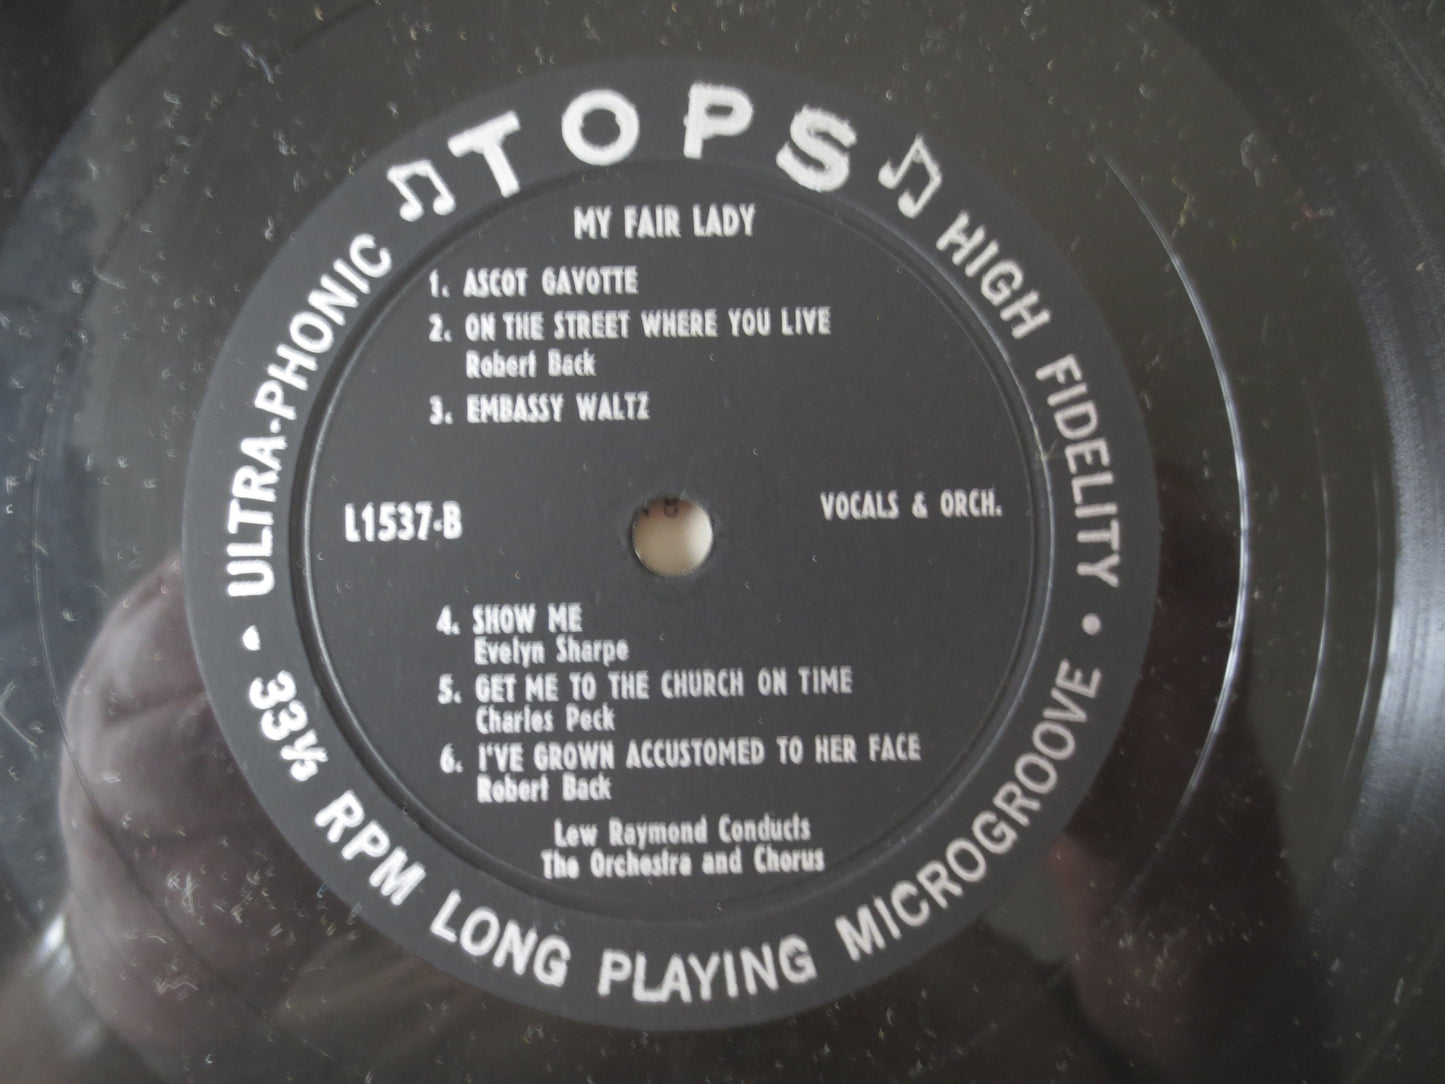 TOPS
ULTRA-PHONIC
HIGH FIDELITY
MY FAIR LADY
1. ASCOT GAVOTTE
2. ON THE STREET WHERE YOU LIVE
Robert Back
3. EMBASSY WALTZ
L1537-B
VOCALS & ORCH.
4. SHOW ME
Evelyn Sharpe
5. GET ME TO THE CHURCH ON TIME
Charles Peck
6. I'VE GROWN ACCUSTOMED TO HER FACE
Robert Back
Lew Raymond Conducts
The Orchestra and Chorus
• 33⅓ RPM LONG PLAYING MICROGROOVE •